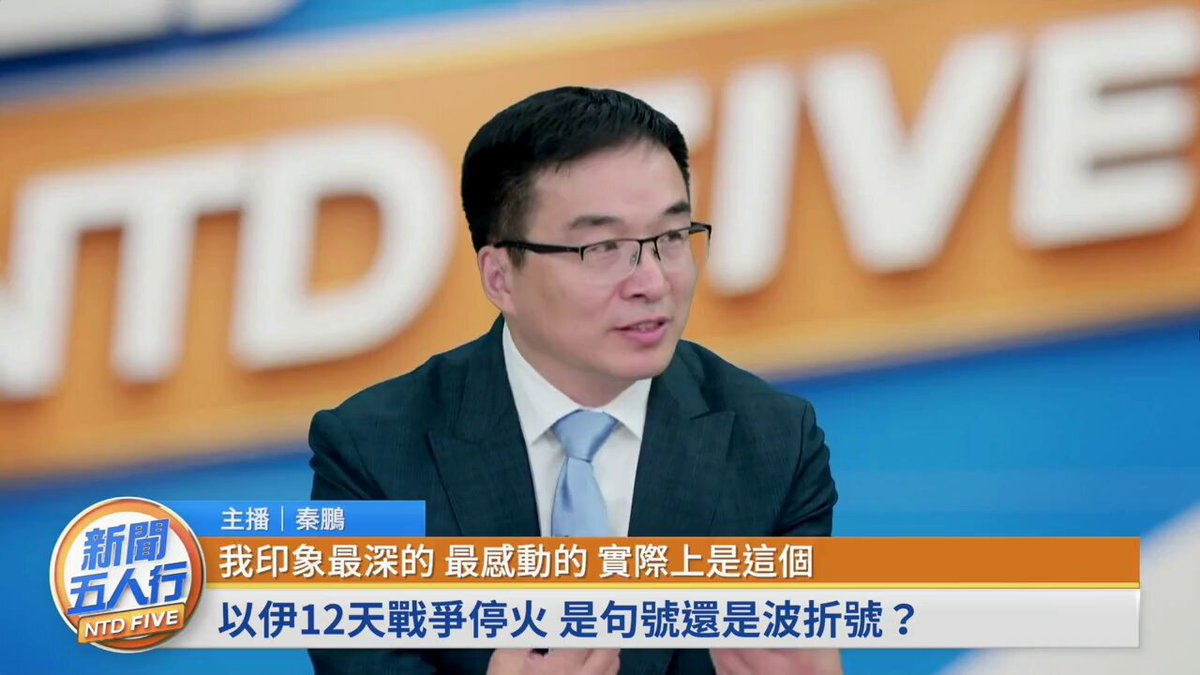 NTD FIVE
主播｜秦鵬
新聞
五人行
NTD FIVE
我印象最深的 最感動的 實際上是這個
以伊12天戰爭停火 是句號還是波折號？